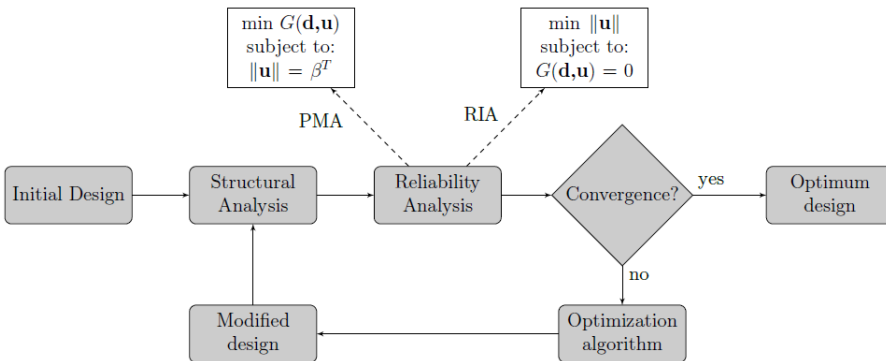 min G(d,u)
subject to:
‖u‖ = βᵀ
min ‖u‖
subject to:
G(d,u) = 0
PMA
RIA
Initial Design
Structural
Analysis
Reliability
Analysis
Convergence?
yes
Optimum
design
no
Modified
design
Optimization
algorithm